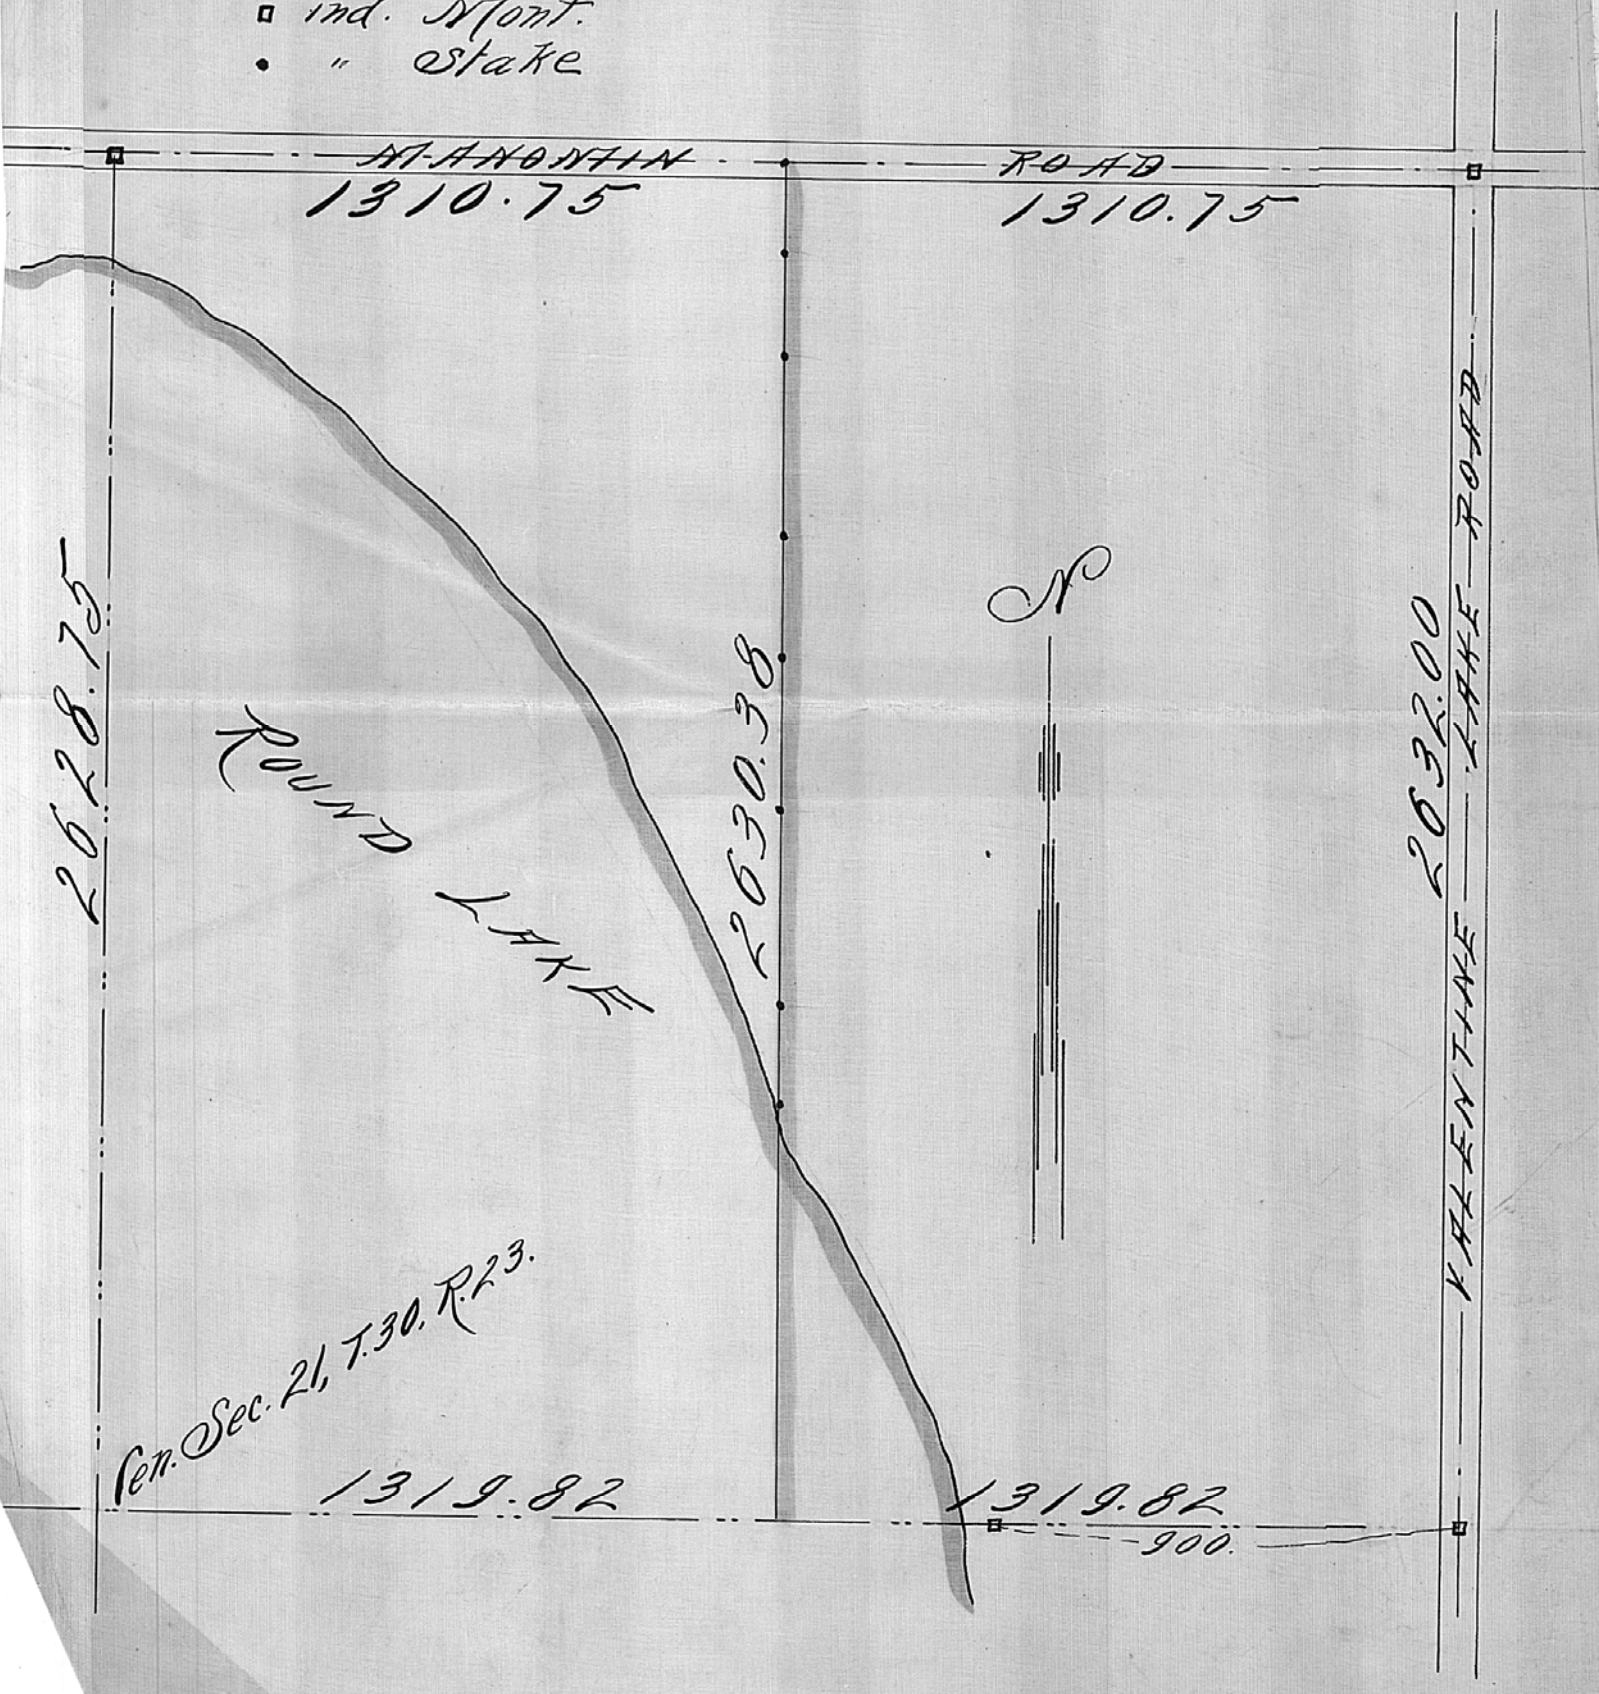 ind. Mont.
" Stake
ROAD
1310.75
1310.75
2628.75
ROUND LAKE
2630.38
N
2632.00
VALENTINE LAKE ROAD
Cen. Sec. 21, T.30, R.23.
1319.82
1319.82
900.